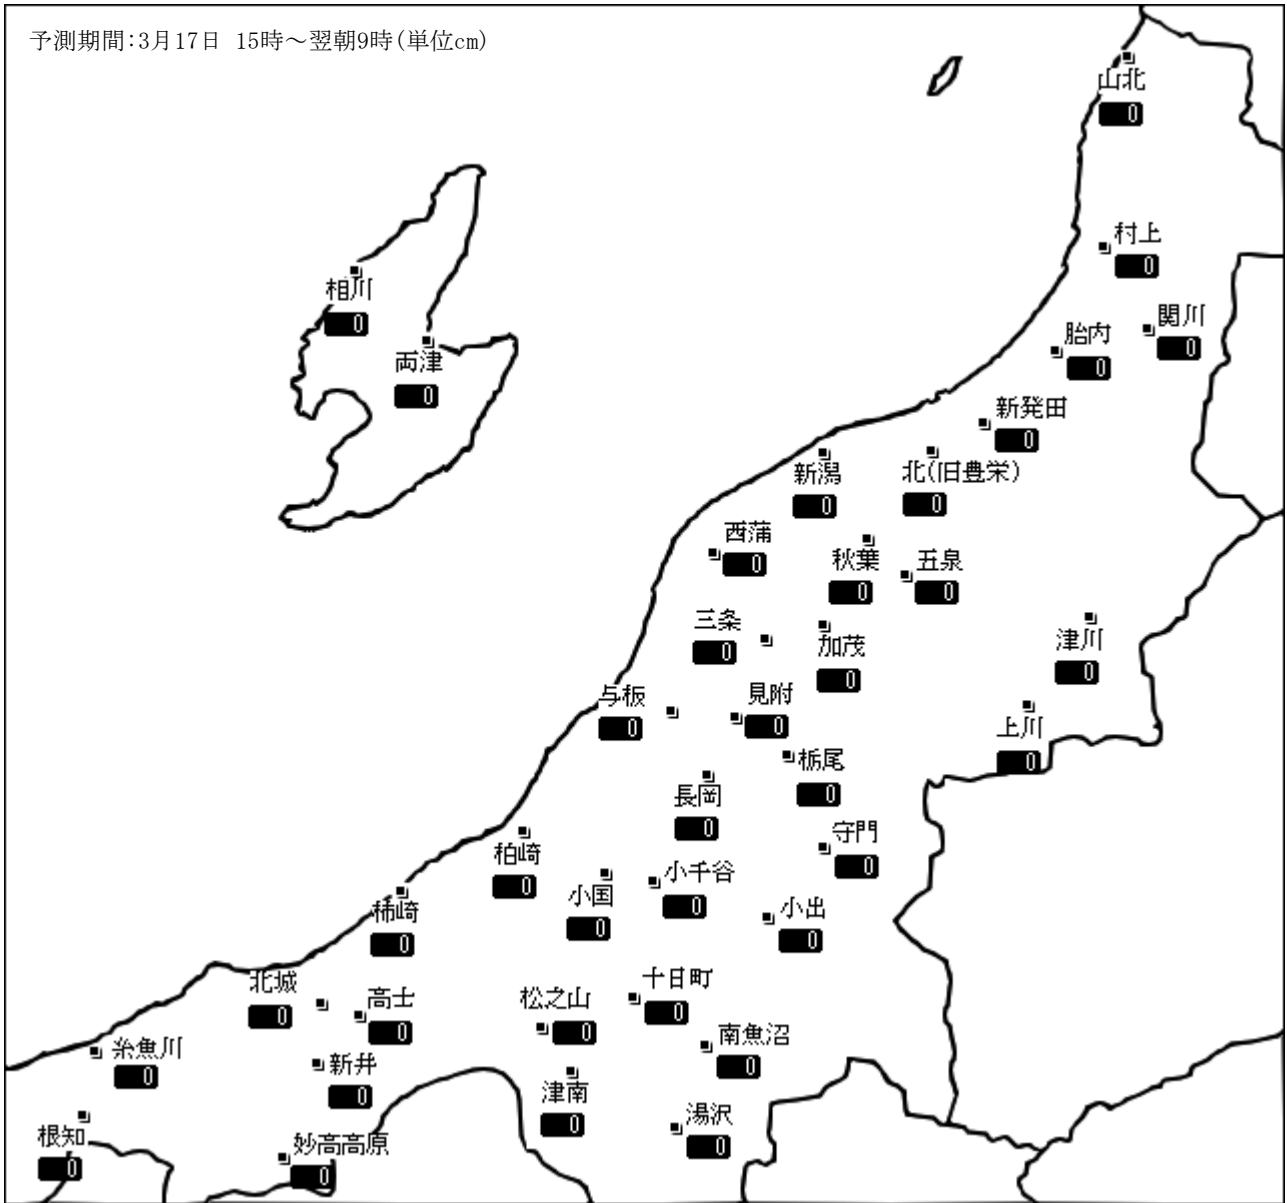 予測期間:3月17日 15時～翌朝9時(単位cm)
山北
0
村上
0
相川
0
関川
0
胎内
0
両津
0
新発田
0
新潟
0
北(旧豊栄)
0
西蒲
0
秋葉
0
五泉
0
三条
0
加茂
0
津川
0
与板
0
見附
0
上川
0
栃尾
0
長岡
0
守門
0
柏崎
0
小国
0
小千谷
0
小出
0
柿崎
0
北城
0
高士
0
松之山
0
十日町
0
南魚沼
0
糸魚川
0
新井
0
津南
0
湯沢
0
根知
0
妙高高原
0